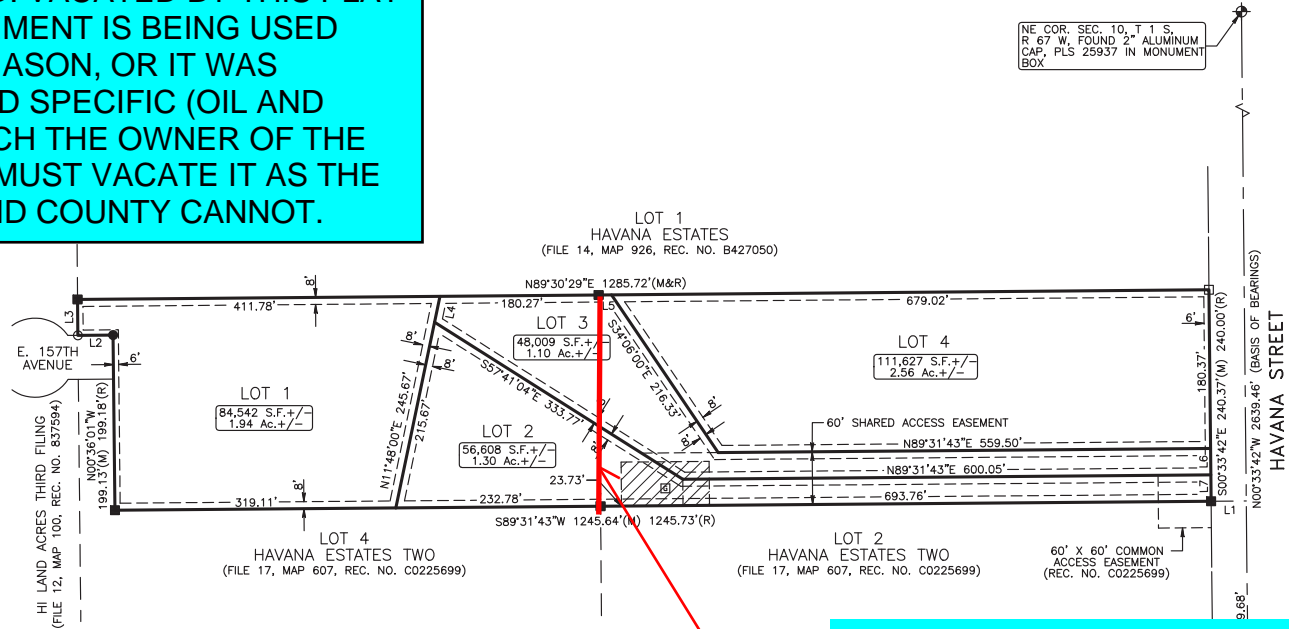 MENT IS BEING USED
ASON, OR IT WAS
D SPECIFIC (OIL AND
CH THE OWNER OF THE
MUST VACATE IT AS THE
ND COUNTY CANNOT.
NE COR. SEC. 10, T 1 S,
R 67 W, FOUND 2" ALUMINUM
CAP, PLS 25937 IN MONUMENT
BOX
LOT 1
HAVANA ESTATES
(FILE 14, MAP 926, REC. NO. B427050)
N89°30'29"E 1285.72'(M&R)
411.78'
8'
180.27'
L5
679.02'
L3
L2
L4
6'
E. 157TH
AVENUE
6'
LOT 1
84,542 S.F.+/-
1.94 Ac.+/-
N00°36'01"W
199.13'(M) 199.18'(R)
HI LAND ACRES THIRD FILING
(FILE 12, MAP 100, REC. NO. 837594)
N11°48'00"E 245.67'
215.67'
8'
8'
LOT 3
48,009 S.F.+/-
1.10 Ac.+/-
S57°41'04"E 333.77'
S34°06'00"E 216.33'
8'
8'
8'
LOT 2
56,608 S.F.+/-
1.30 Ac.+/-
23.73'
G
LOT 4
111,627 S.F.+/-
2.56 Ac.+/-
60' SHARED ACCESS EASEMENT
N89°31'43"E 559.50'
N89°31'43"E 600.05'
693.76'
180.37'
L6
L7
L1
S00°33'42"E 240.37'(M) 240.00'(R)
N00°33'42"W 2639.46' (BASIS OF BEARINGS)
HAVANA STREET
319.11'
8'
232.78'
S89°31'43"W 1245.64'(M) 1245.73'(R)
LOT 4
HAVANA ESTATES TWO
(FILE 17, MAP 607, REC. NO. C0225699)
LOT 2
HAVANA ESTATES TWO
(FILE 17, MAP 607, REC. NO. C0225699)
60' X 60' COMMON
ACCESS EASEMENT
(REC. NO. C0225699)
9.68'